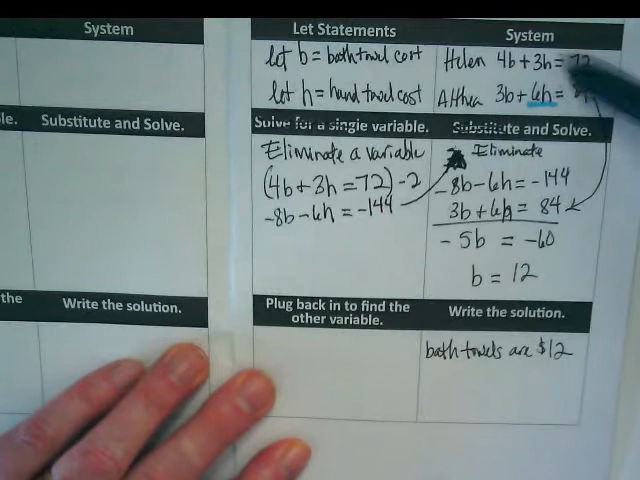 System
Let Statements
System
let b = bath towel cost
let h = hand towel cost
Helen 4b + 3h = 72
Althea 3b + 6h =
Substitute and Solve.
Solve for a single variable.
Substitute and Solve.
Eliminate a variable
(4b + 3h = 72) -2
-8b - 6h = -144
Eliminate
-8b - 6h = -144
3b + 6h = 84
-5b = -60
b = 12
the
Write the solution.
Plug back in to find the
other variable.
Write the solution.
bath towels are $12